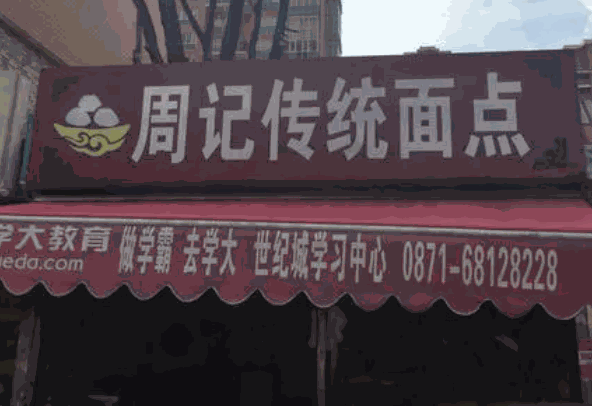 周记传统面点
学大教育 做学霸 去学大 世纪城学习中心 0871-68128228
eda.com